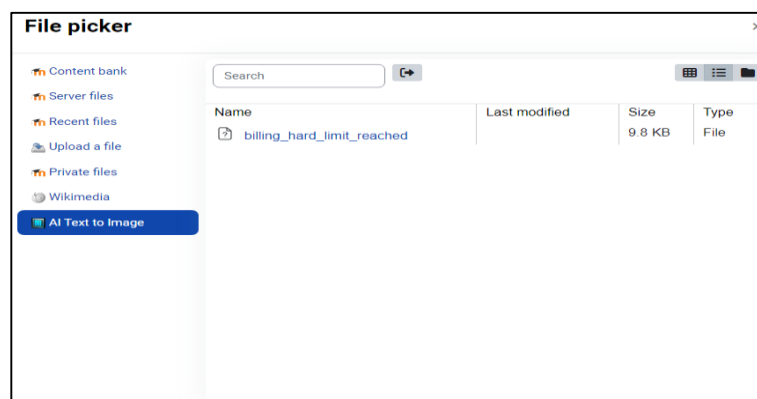 File picker
Content bank
Server files
Recent files
Upload a file
Private files
Wikimedia
AI Text to Image
Search
Name Last modified Size Type
billing_hard_limit_reached 9.8 KB File